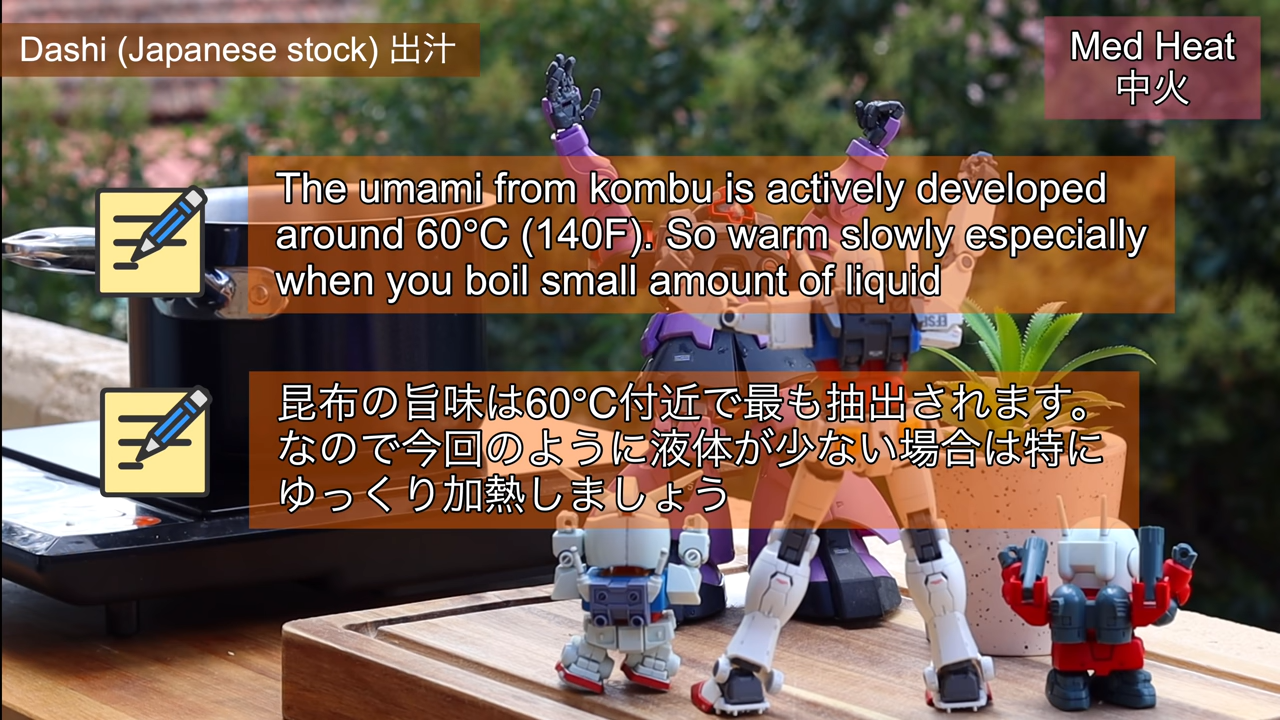 Dashi (Japanese stock) 出汁
Med Heat
中火
The umami from kombu is actively developed
around 60°C (140F). So warm slowly especially
when you boil small amount of liquid
EFSF
昆布の旨味は60°C付近で最も抽出されます。
なので今回のように液体が少ない場合は特に
ゆっくり加熱しましょう